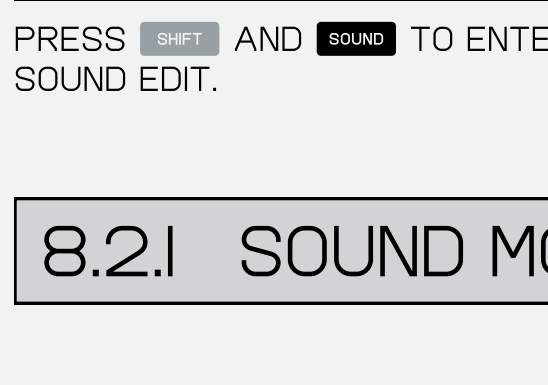 PRESS SHIFT AND SOUND TO ENTE
SOUND EDIT.
8.2.1 SOUND MO